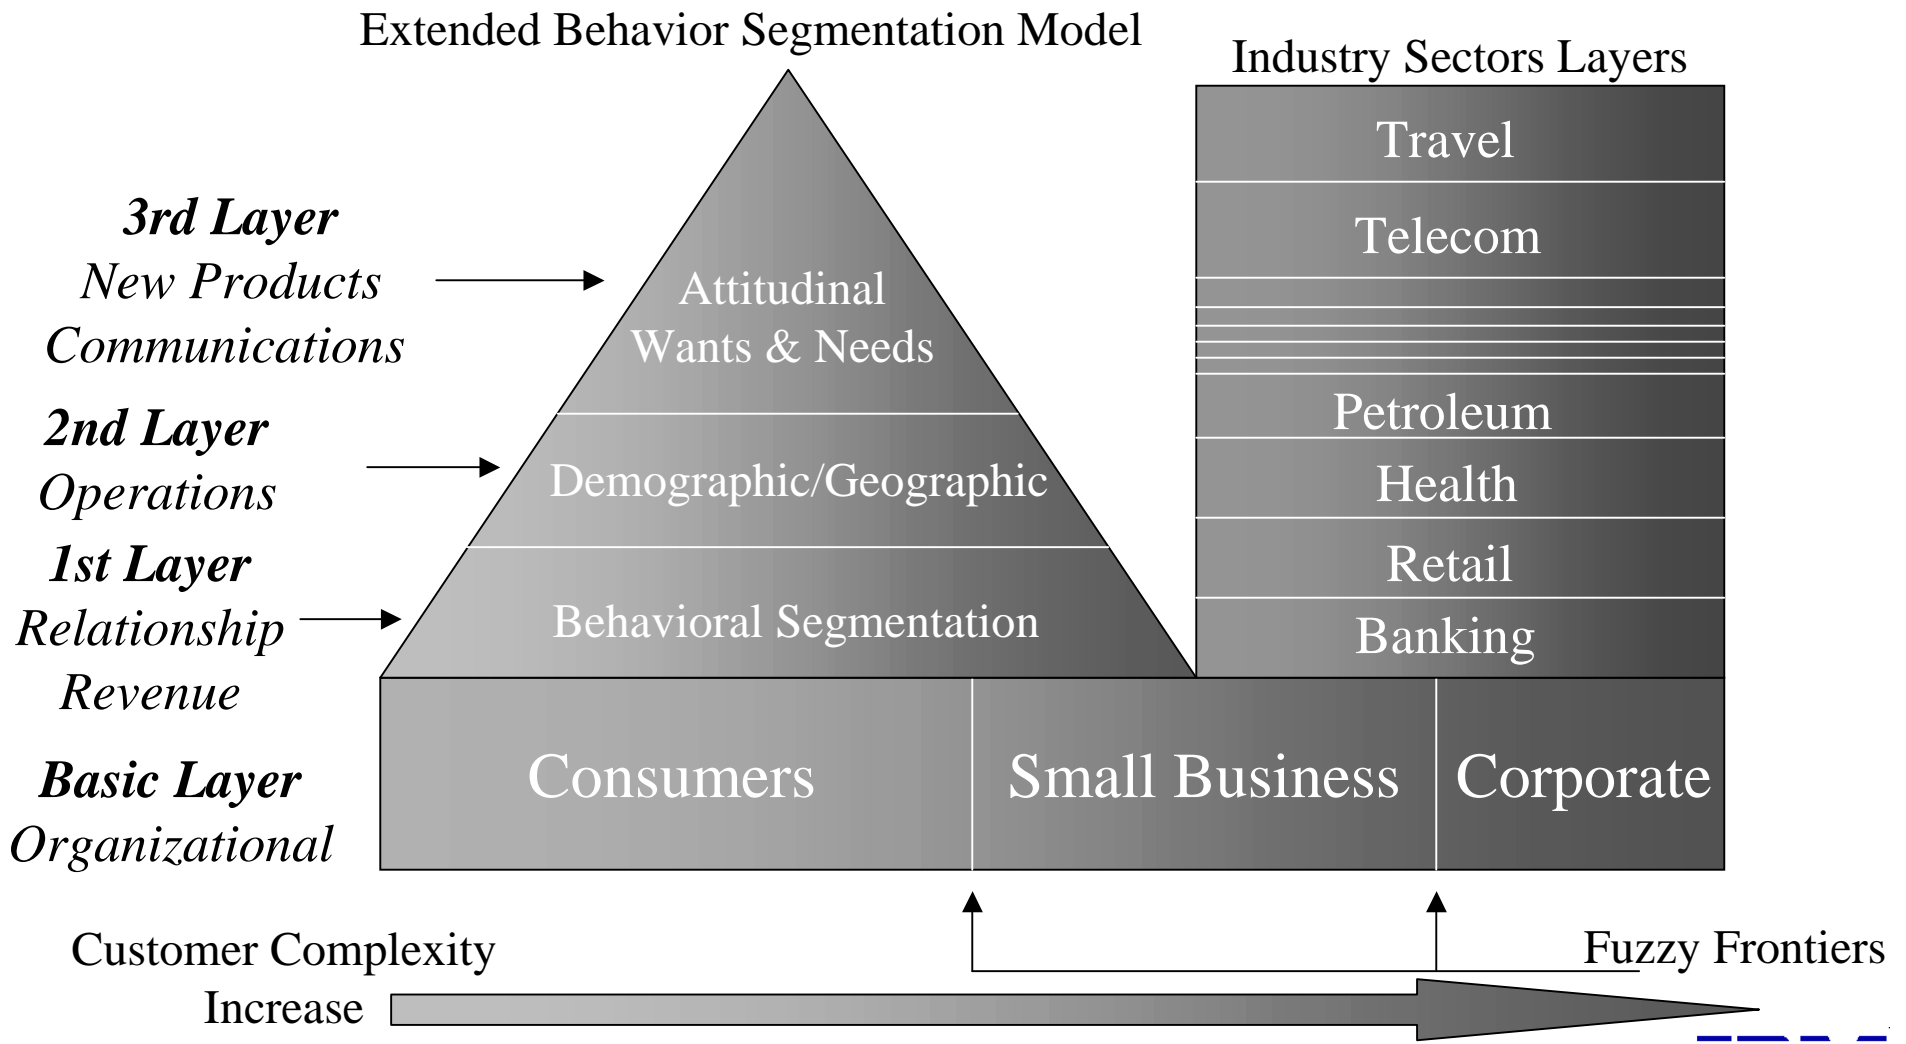 Extended Behavior Segmentation Model
Industry Sectors Layers
Travel
Telecom
Petroleum
Health
Retail
Banking
3rd Layer
New Products
Communications
2nd Layer
Operations
1st Layer
Relationship
Revenue
Basic Layer
Organizational
Attitudinal
Wants & Needs
Demographic/Geographic
Behavioral Segmentation
Consumers
Small Business
Corporate
Customer Complexity
Increase
Fuzzy Frontiers